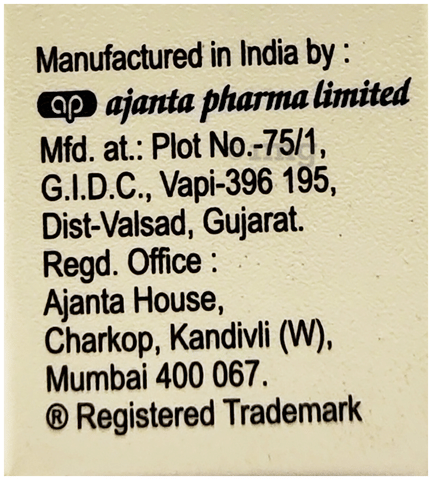 Manufactured in India by :
ap ajanta pharma limited
Mfd. at.: Plot No.-75/1,
G.I.D.C., Vapi-396 195,
Dist-Valsad, Gujarat.
Regd. Office :
Ajanta House,
Charkop, Kandivli (W),
Mumbai 400 067.
® Registered Trademark